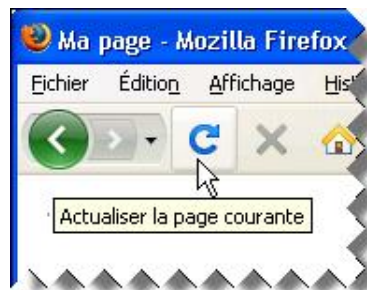 Ma page - Mozilla Firefox
Fichier Édition Affichage
Actualiser la page courante